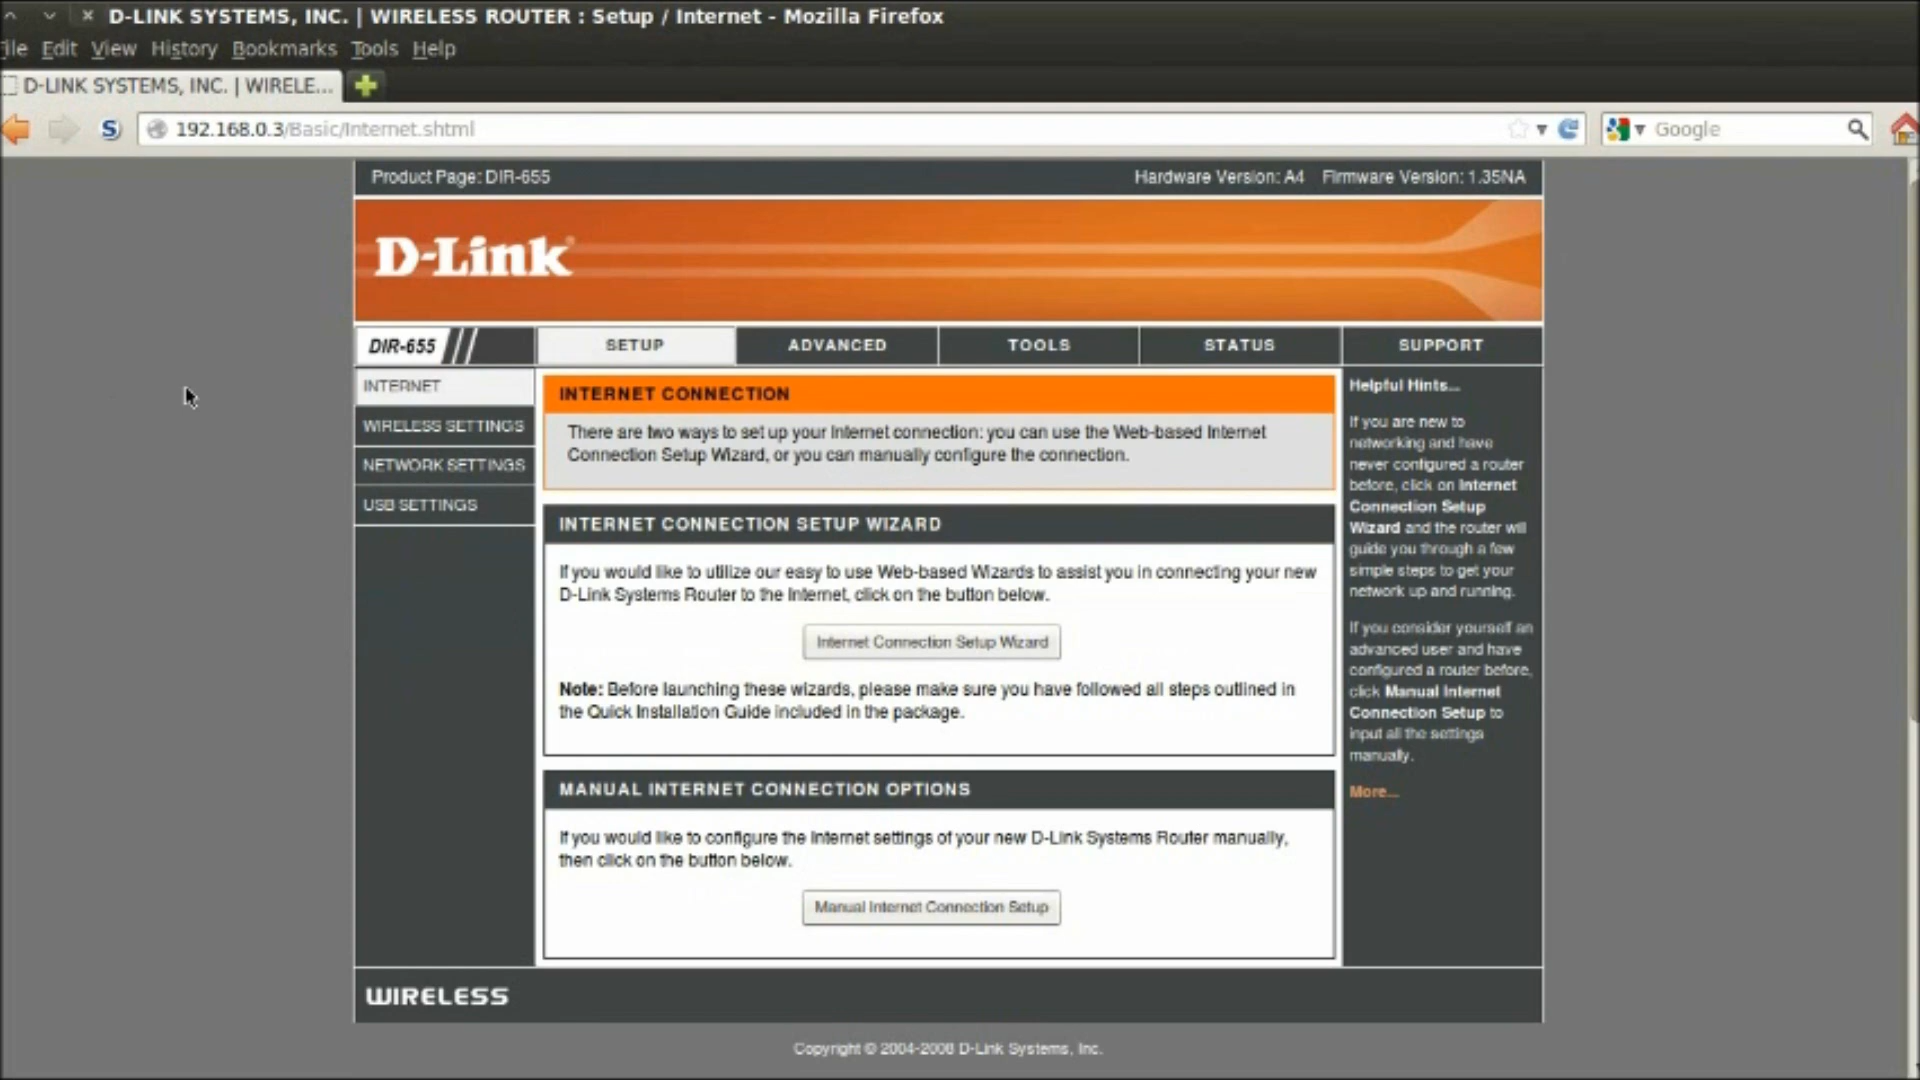 D-LINK SYSTEMS, INC. | WIRELESS ROUTER : Setup / Internet - Mozilla Firefox
ile Edit View History Bookmarks Tools Help
D-LINK SYSTEMS, INC. | WIRELE...
192.168.0.3/Basic/Internet.shtml
Google
Product Page: DIR-655
Hardware Version: A4 Firmware Version: 1.35NA
D-Link
DIR-655
SETUP
ADVANCED
TOOLS
STATUS
SUPPORT
INTERNET
WIRELESS SETTINGS
NETWORK SETTINGS
USB SETTINGS
INTERNET CONNECTION
There are two ways to set up your Internet connection: you can use the Web-based Internet
Connection Setup Wizard, or you can manually configure the connection.
INTERNET CONNECTION SETUP WIZARD
If you would like to utilize our easy to use Web-based Wizards to assist you in connecting your new
D-Link Systems Router to the Internet, click on the button below.
Internet Connection Setup Wizard
Note: Before launching these wizards, please make sure you have followed all steps outlined in
the Quick Installation Guide included in the package.
MANUAL INTERNET CONNECTION OPTIONS
If you would like to configure the Internet settings of your new D-Link Systems Router manually,
then click on the button below.
Manual Internet Connection Setup
Helpful Hints...
If you are new to
networking and have
never configured a router
before, click on Internet
Connection Setup
Wizard and the router will
guide you through a few
simple steps to get your
network up and running.
If you consider yourself an
advanced user and have
configured a router before,
click Manual Internet
Connection Setup to
input all the settings
manually.
More...
WIRELESS
Copyright © 2004-2008 D-Link Systems, Inc.